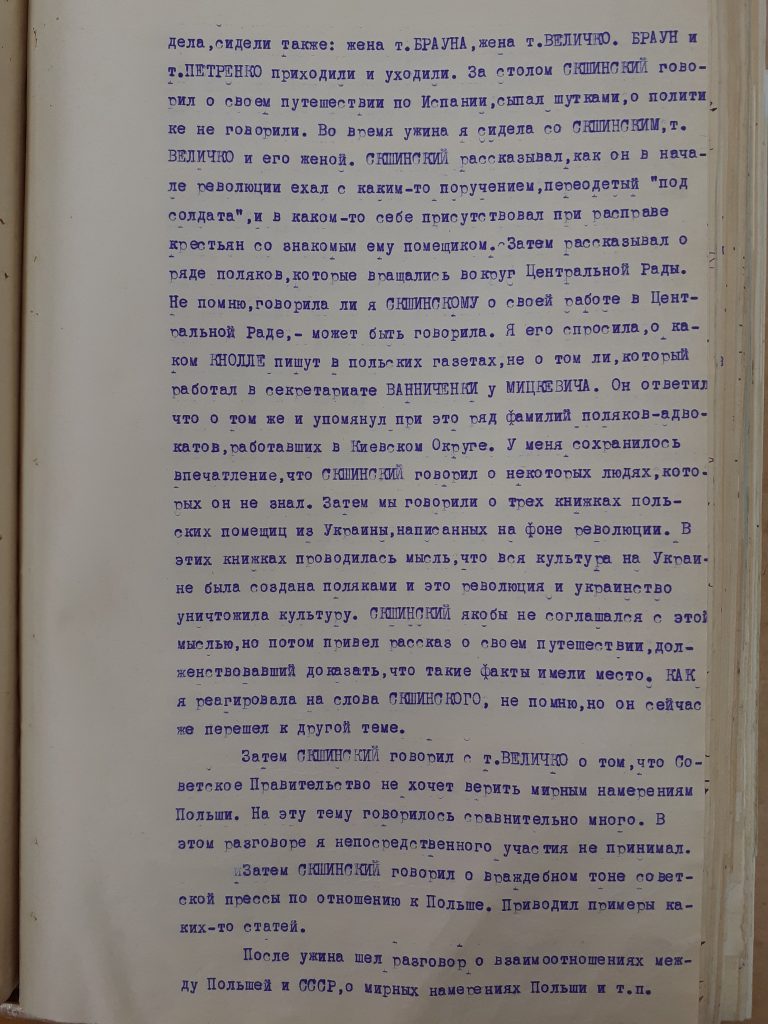 дела,сидели также: жена т.БРАУНА,жена т.ВЕЛИЧКО. БРАУН и
т.ПЕТРЕНКО приходили и уходили. За столом СКШИНСКИЙ гово-
рил о своем путешествии по Испании,сыпал шутками,о полити
ке не говорили. Во время ужина я сидела со СКШИНСКИМ,т.
ВЕЛИЧКО и его женой. СКШИНСКИЙ рассказывал,как он в нача-
ле революции ехал с каким-то поручением,переодетый "под
солдата",и в каком-то себе присутствовал при расправе
крестьян со знакомым ему помещиком. Затем рассказывал о
ряде поляков,которые вращались вокруг Центральной Рады.
Не помню,говорила ли я СКШИНСКОМУ о своей работе в Цент-
ральной Раде,- может быть говорила. Я его спросила,о ка-
ком КНОЛЛЕ пишут в польских газетах,не о том ли,который
работал в секретариате ВАННИЧЕНКИ у МИЦКЕВИЧА. Он ответил
что о том же и упомянул при это ряд фамилий поляков-адво-
катов,работавших в Киевском Округе. У меня сохранилось
впечатление,что СКШИНСКИЙ говорил о некоторых людях,кото-
рых он не знал. Затем мы говорили о трех книжках поль-
ских помещиц из Украины,написанных на фоне революции. В
этих книжках проводилась мысль,что вся культура на Украи-
не была создана поляками и это революция и украинство
уничтожила культуру. СКШИНСКИЙ якобы не соглашался с этой
мыслью,но потом привел рассказ о своем путешествии,дол-
женствовавший доказать,что такие факты имели место. КАК
я реагировала на слова СКШИНСКОГО, не помню,но он сейчас
же перешел к другой теме.
Затем СКШИНСКИЙ говорил с т.ВЕЛИЧКО о том,что Со-
ветское Правительство не хочет верить мирным намерениям
Польши. На эту тему говорилось сравнительно много. В
этом разговоре я непосредственного участия не принимал.
Затем СКШИНСКИЙ говорил о враждебном тоне совет-
ской прессы по отношению к Польше. Приводил примеры ка-
ких-то статей.
После ужина шел разговор о взаимоотношениях меж-
ду Польшей и СССР,о мирных намерениях Польши и т.п.